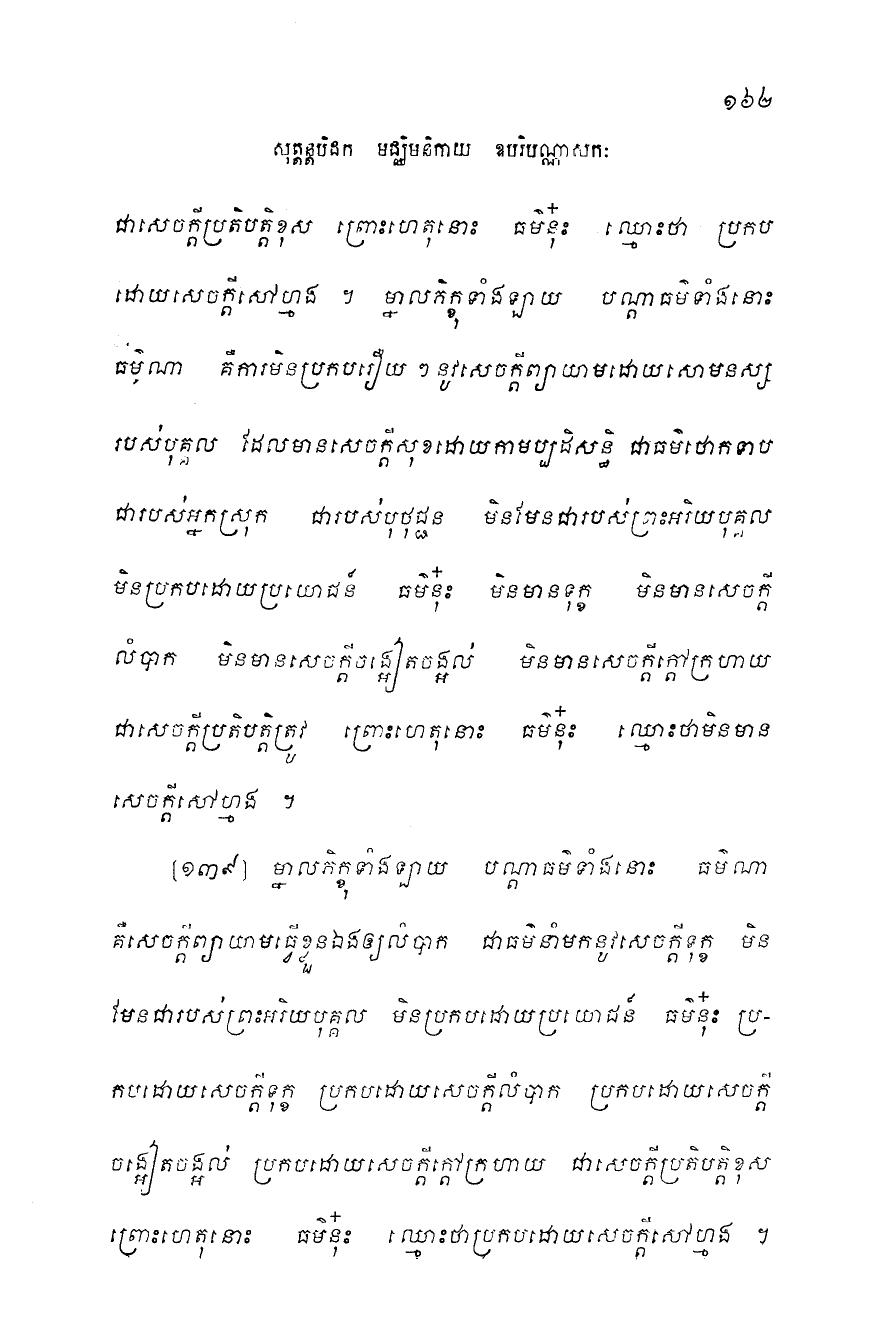 ១៦២
សុត្តន្តបិដក មជ្ឈិមនិកាយ ឧបរិបណ្ណាសកៈ
ជាសេចក្តីប្រតិបត្តិខុស ព្រោះហេតុនោះ ធម៌នុ៎ះ ឈ្មោះថា ប្រកប
ដោយសេចក្តីសៅហ្មង ។ ម្នាលភិក្ខុទាំងឡាយ បណ្តាធម៌ទាំងនោះ
ធម៌ណា គឺការមិនប្រកបរឿយ ៗ នូវសេចក្តីព្យាយាមដោយសោមនស្ស
របស់បុគ្គល ដែលមានសេចក្តីសុខដោយកាមប្បដិសន្ធិ ជាធម៌ថោកទាប
ជារបស់អ្នកស្រុក ជារបស់បុថុជ្ជន មិនមែនជារបស់ព្រះអរិយបុគ្គល
មិនប្រកបដោយប្រយោជន៍ ធម៌នុ៎ះ មិនមានទុក្ខ មិនមានសេចក្តី
លំបាក មិនមានសេចក្តីចង្អៀតចង្អល់ មិនមានសេចក្តីក្តៅក្រហាយ
ជាសេចក្តីប្រតិបត្តិត្រូវ ព្រោះហេតុនោះ ធម៌នុ៎ះ ឈ្មោះថាមិនមាន
សេចក្តីសៅហ្មង ។
[១៣៩] ម្នាលភិក្ខុទាំងឡាយ បណ្តាធម៌ទាំងនោះ ធម៌ណា
គឺសេចក្តីព្យាយាមធ្វើខ្លួនឯងឲ្យលំបាក ជាធម៌នាំមកនូវសេចក្តីទុក្ខ មិន
មែនជារបស់ព្រះអរិយបុគ្គល មិនប្រកបដោយប្រយោជន៍ ធម៌នុ៎ះ ប្រ-
កបដោយសេចក្តីទុក្ខ ប្រកបដោយសេចក្តីលំបាក ប្រកបដោយសេចក្តី
ចង្អៀតចង្អល់ ប្រកបដោយសេចក្តីក្តៅក្រហាយ ជាសេចក្តីប្រតិបត្តិខុស
ព្រោះហេតុនោះ ធម៌នុ៎ះ ឈ្មោះថាប្រកបដោយសេចក្តីសៅហ្មង ។